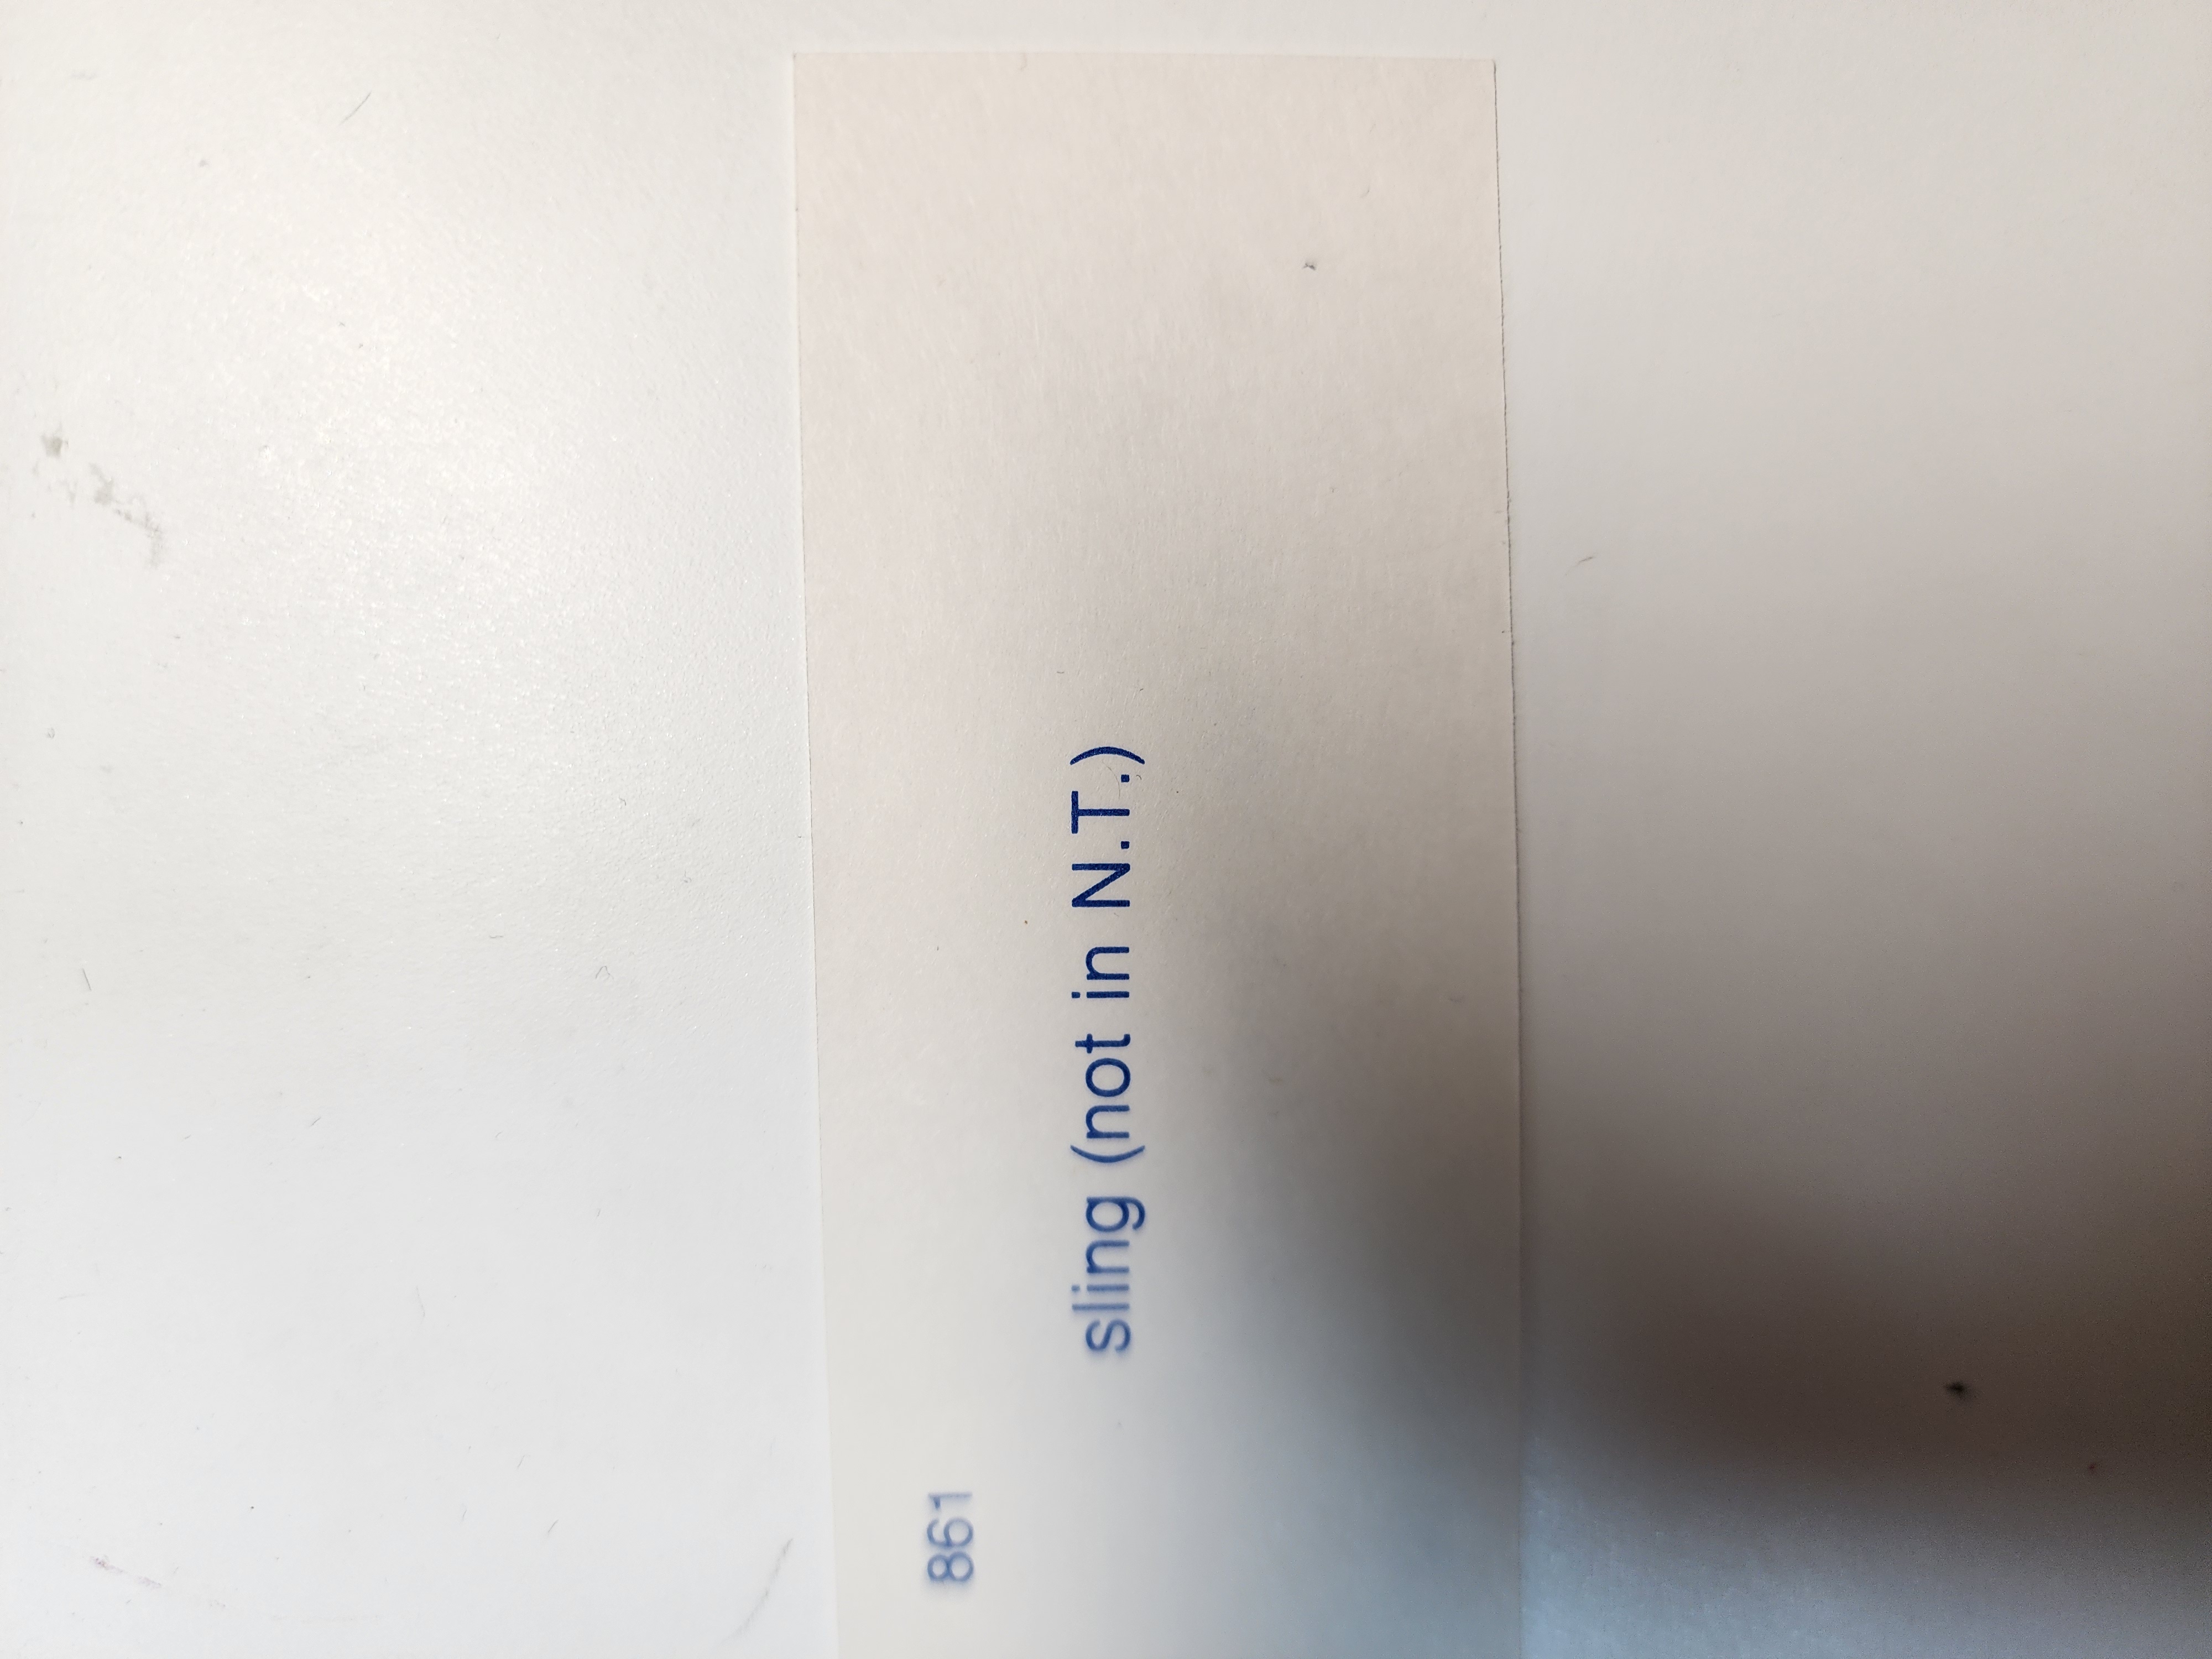 861
sling (not in N.T.)